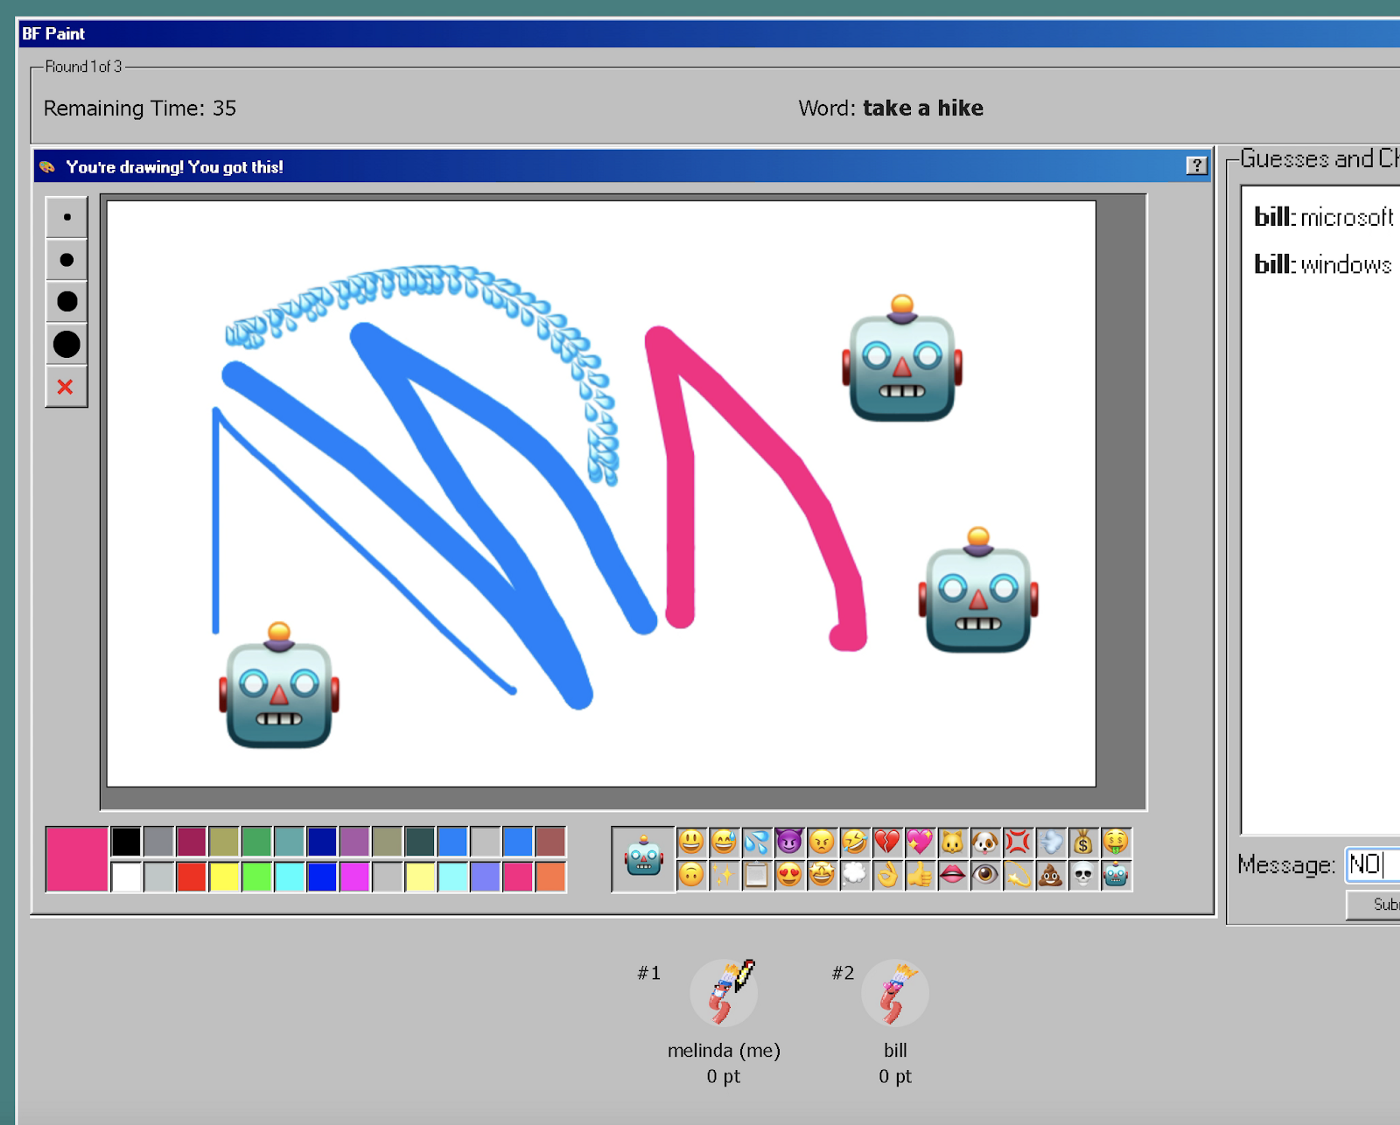 BF Paint
Round 1 of 3
Remaining Time: 35
Word: take a hike
You're drawing! You got this!
?
Guesses and Ch
bill: microsoft
bill: windows
Message: NO
Sub
#1
melinda (me)
0 pt
#2
bill
0 pt